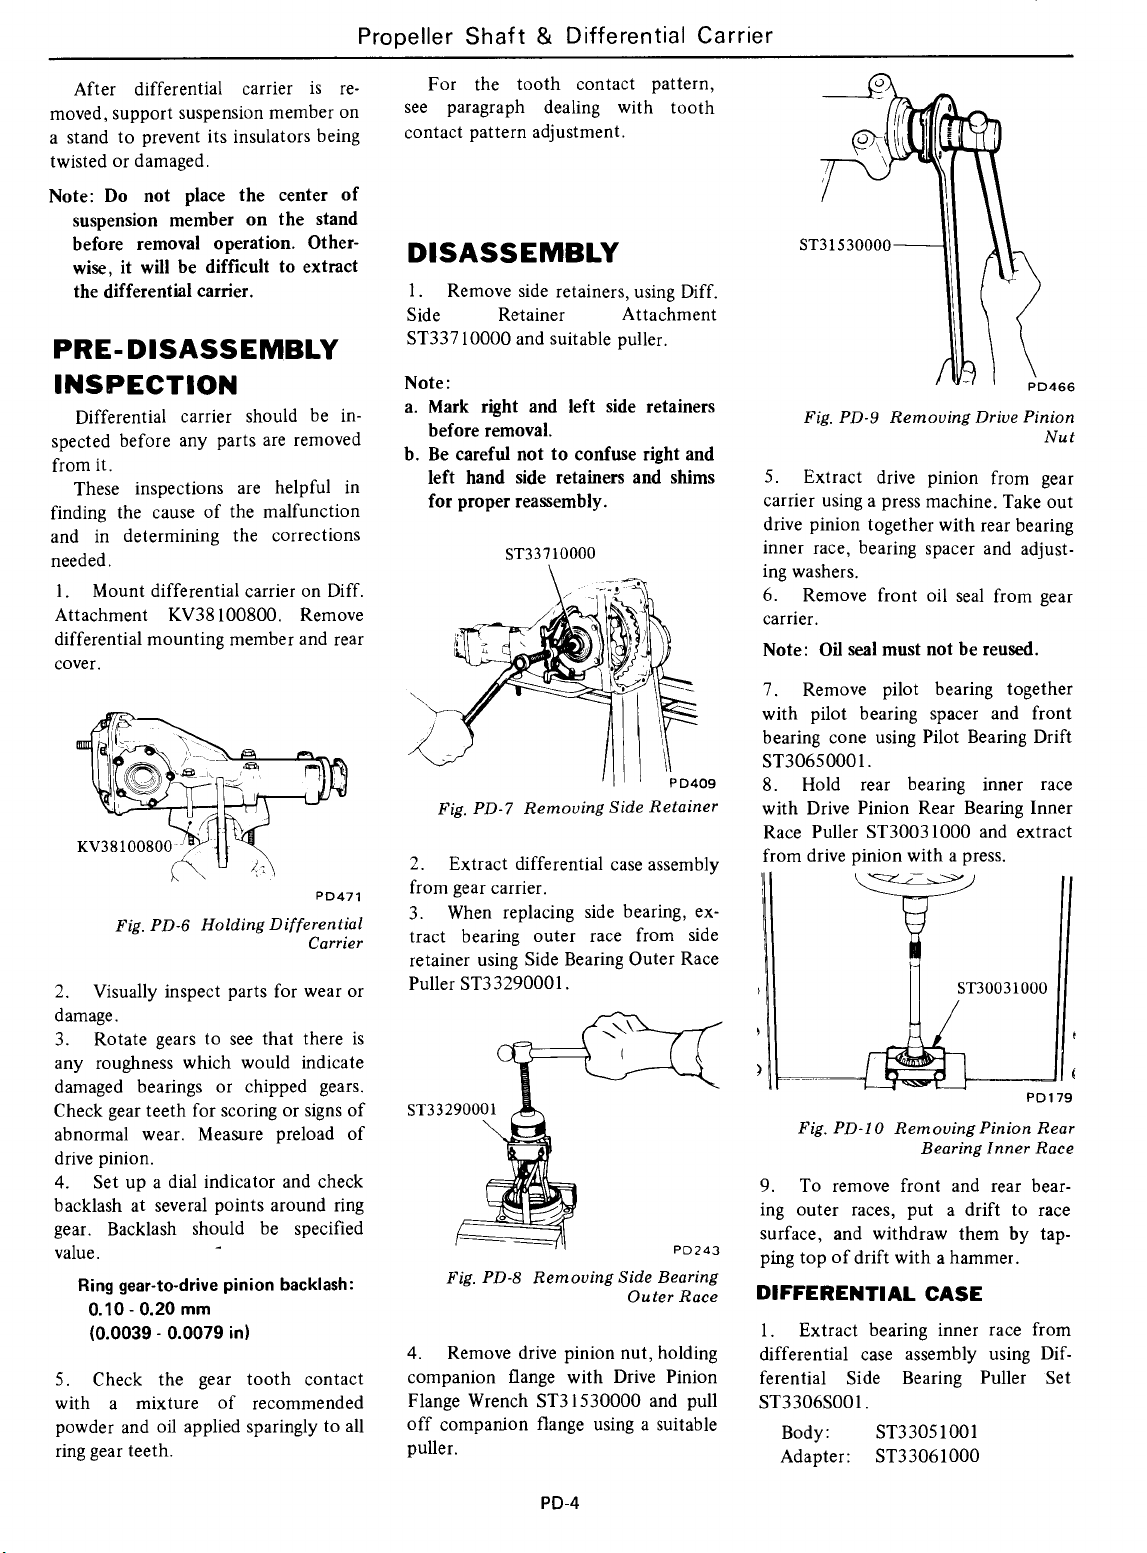 Propeller Shaft & Differential Carrier
After differential carrier is re-
moved, support suspension member on
a stand to prevent its insulators being
twisted or damaged.
Note: Do not place the center of
suspension member on the stand
before removal operation. Other-
wise, it will be difficult to extract
the differential carrier.
PRE-DISASSEMBLY
INSPECTION
Differential carrier should be in-
spected before any parts are removed
from it.
These inspections are helpful in
finding the cause of the malfunction
and in determining the corrections
needed.
1. Mount differential carrier on Diff.
Attachment KV38100800. Remove
differential mounting member and rear
cover.
KV38100800
PD471
Fig. PD-6 Holding Differential
Carrier
2. Visually inspect parts for wear or
damage.
3. Rotate gears to see that there is
any roughness which would indicate
damaged bearings or chipped gears.
Check gear teeth for scoring or signs of
abnormal wear. Measure preload of
drive pinion.
4. Set up a dial indicator and check
backlash at several points around ring
gear. Backlash should be specified
value.
Ring gear-to-drive pinion backlash:
0.10 - 0.20 mm
(0.0039 - 0.0079 in)
5. Check the gear tooth contact
with a mixture of recommended
powder and oil applied sparingly to all
ring gear teeth.
For the tooth contact pattern,
see paragraph dealing with tooth
contact pattern adjustment.
DISASSEMBLY
1. Remove side retainers, using Diff.
Side Retainer Attachment
ST33710000 and suitable puller.
Note:
a. Mark right and left side retainers
before removal.
b. Be careful not to confuse right and
left hand side retainers and shims
for proper reassembly.
ST33710000
PD409
Fig. PD-7 Removing Side Retainer
2. Extract differential case assembly
from gear carrier.
3. When replacing side bearing, ex-
tract bearing outer race from side
retainer using Side Bearing Outer Race
Puller ST33290001.
ST33290001
PD243
Fig. PD-8 Removing Side Bearing
Outer Race
4. Remove drive pinion nut, holding
companion flange with Drive Pinion
Flange Wrench ST31530000 and pull
off companion flange using a suitable
puller.
ST31530000
PD466
Fig. PD-9 Removing Drive Pinion
Nut
5. Extract drive pinion from gear
carrier using a press machine. Take out
drive pinion together with rear bearing
inner race, bearing spacer and adjust-
ing washers.
6. Remove front oil seal from gear
carrier.
Note: Oil seal must not be reused.
7. Remove pilot bearing together
with pilot bearing spacer and front
bearing cone using Pilot Bearing Drift
ST30650001.
8. Hold rear bearing inner race
with Drive Pinion Rear Bearing Inner
Race Puller ST30031000 and extract
from drive pinion with a press.
ST30031000
PD179
Fig. PD-10 Removing Pinion Rear
Bearing Inner Race
9. To remove front and rear bear-
ing outer races, put a drift to race
surface, and withdraw them by tap-
ping top of drift with a hammer.
DIFFERENTIAL CASE
1. Extract bearing inner race from
differential case assembly using Dif-
ferential Side Bearing Puller Set
ST3306S001.
Body: ST33051001
Adapter: ST33061000
PD-4